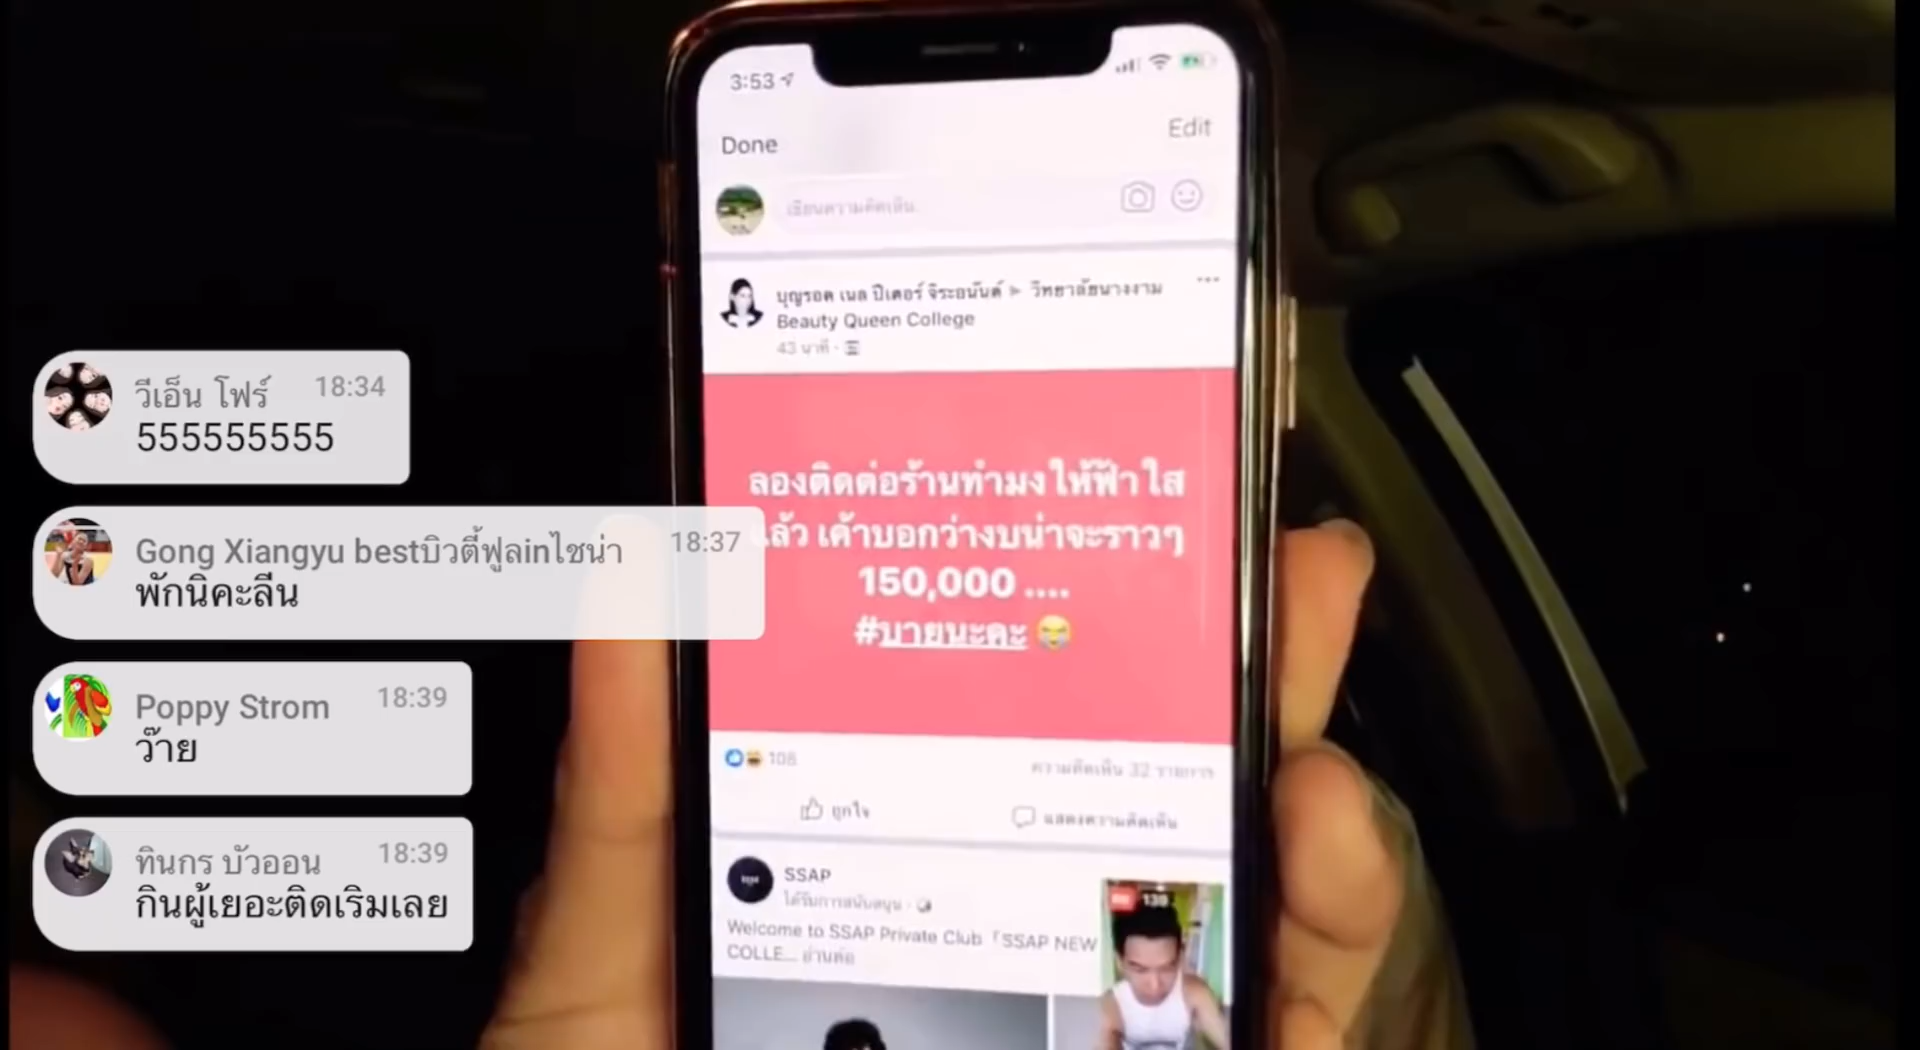 3:53
Done
Edit
เขียนความคิดเห็น
บุญรอด เนล ปีเตอร์ จิระอนันต์ ▶ วิทยาลัยนางงาม
Beauty Queen College
43 นาที
ลองติดต่อร้านทำมงให้ฟ้าใส
แล้ว เค้าบอกว่างบน่าจะราวๆ
150,000 ....
#บายนะคะ 😂
108
ความคิดเห็น 32 รายการ
ถูกใจ
แสดงความคิดเห็น
SSAP
ได้รับการสนับสนุน
Welcome to SSAP Private Club「SSAP NEW
COLLE... อ่านต่อ
139
วีเอ็น โฟร์ 18:34
555555555
Gong Xiangyu bestบิวตี้ฟูลinไชน่า 18:37
พักนิคะลีน
Poppy Strom 18:39
ว๊าย
ทินกร บัวออน 18:39
กินผู้เยอะติดเริมเลย